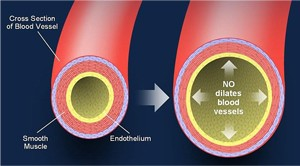 Cross Section
of Blood Vessel
NO
dilates
blood
vessels
Smooth
Muscle
Endothelium